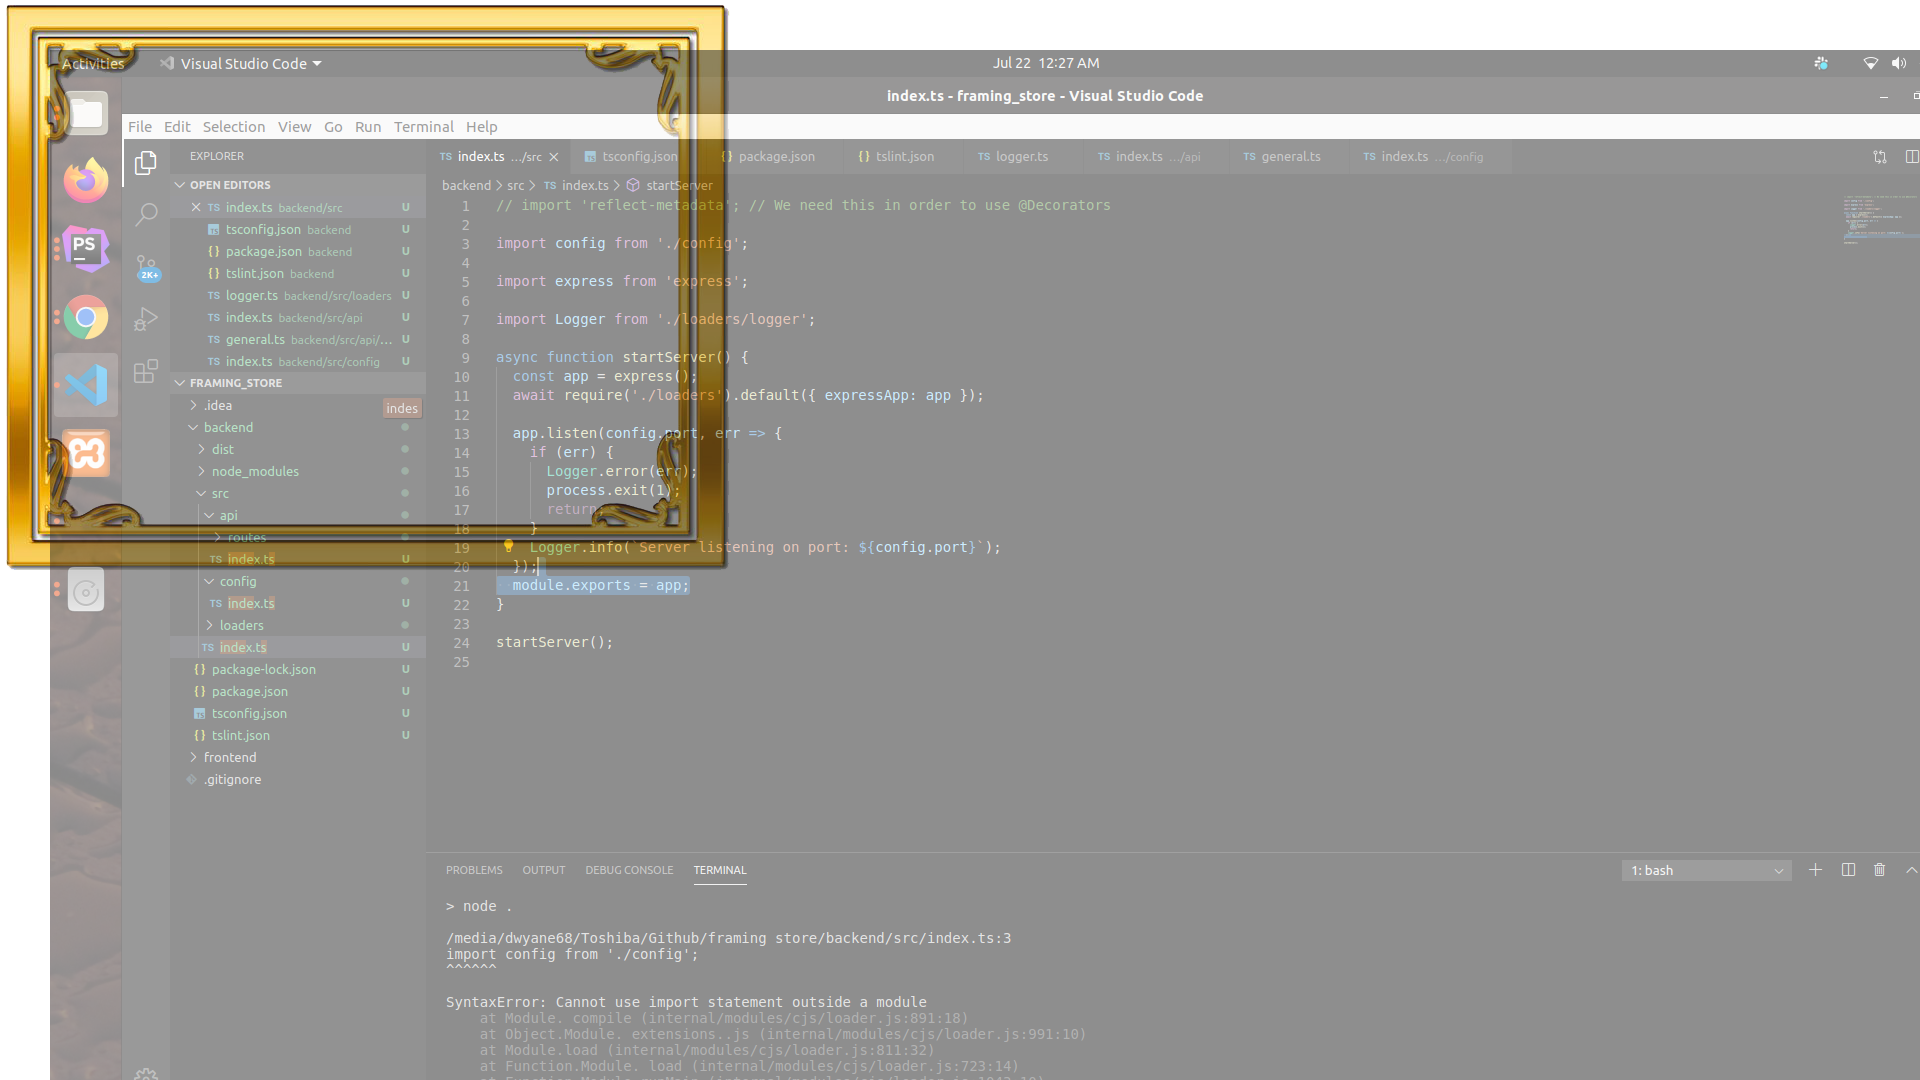 Activities
Visual Studio Code
Jul 22 12:27 AM
index.ts - framing_store - Visual Studio Code
File Edit Selection View Go Run Terminal Help
EXPLORER
TS index.ts .../src
tsconfig.json
{} package.json
{} tslint.json
TS logger.ts
TS index.ts .../api
TS general.ts
TS index.ts .../config
OPEN EDITORS
TS index.ts backend/src U
tsconfig.json backend U
{} package.json backend U
{} tslint.json backend U
TS logger.ts backend/src/loaders U
TS index.ts backend/src/api U
TS general.ts backend/src/api/... U
TS index.ts backend/src/config U
PS
2K+
FRAMING_STORE
.idea
indes
backend
dist
node_modules
src
api
routes
TS index.ts U
config
TS index.ts U
loaders
TS index.ts U
{} package-lock.json U
{} package.json U
tsconfig.json U
{} tslint.json U
frontend
.gitignore
backend > src > TS index.ts > startServer
1 // import 'reflect-metadata'; // We need this in order to use @Decorators
2
3 import config from './config';
4
5 import express from 'express';
6
7 import Logger from './loaders/logger';
8
9 async function startServer() {
10 const app = express();
11 await require('./loaders').default({ expressApp: app });
12
13 app.listen(config.port, err => {
14 if (err) {
15 Logger.error(err);
16 process.exit(1);
17 return;
18 }
19 Logger.info(`Server listening on port: ${config.port}`);
20 });
21 module.exports = app;
22 }
23
24 startServer();
25
PROBLEMS OUTPUT DEBUG CONSOLE TERMINAL
1: bash
> node .
/media/dwyane68/Toshiba/Github/framing store/backend/src/index.ts:3
import config from './config';
^^^^^^
SyntaxError: Cannot use import statement outside a module
at Module. compile (internal/modules/cjs/loader.js:891:18)
at Object.Module. extensions..js (internal/modules/cjs/loader.js:991:10)
at Module.load (internal/modules/cjs/loader.js:811:32)
at Function.Module. load (internal/modules/cjs/loader.js:723:14)